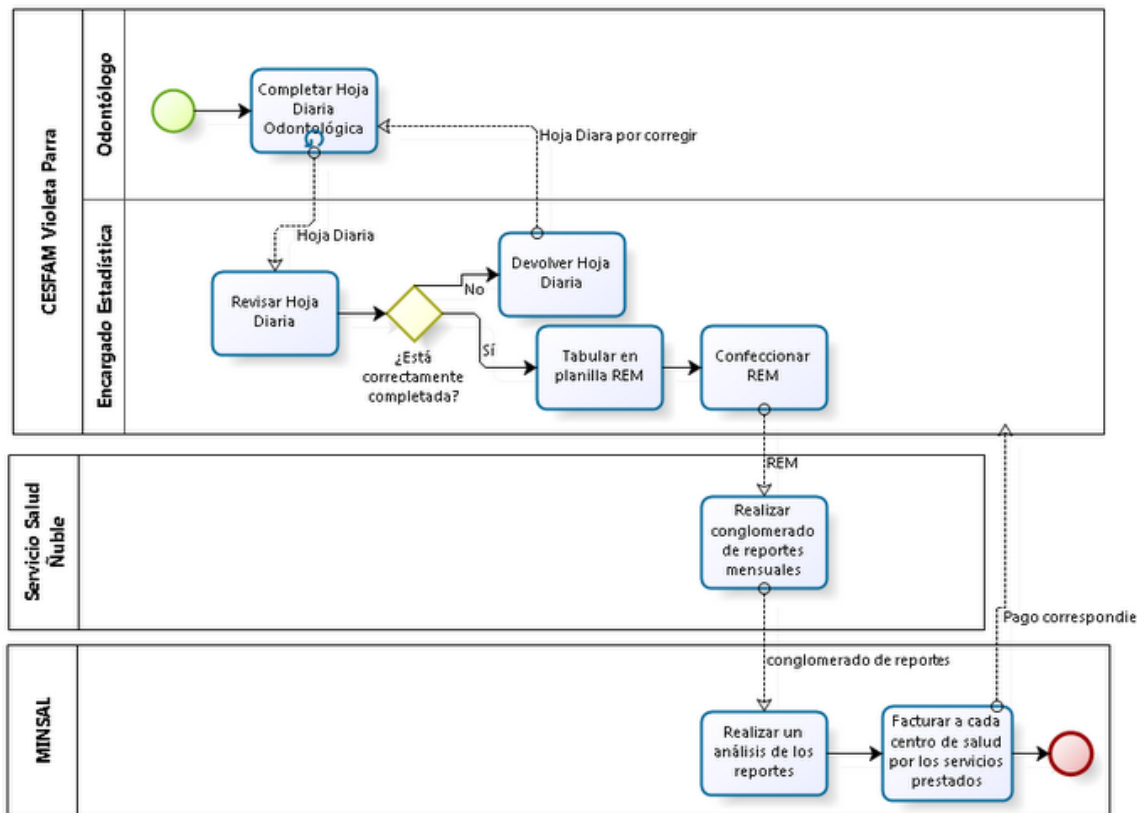 CESFAM Violeta Parra
Odontólogo
Completar Hoja
Diaria
Odontológica
Hoja Diara por corregir
Hoja Diaria
Encargado Estadística
Revisar Hoja
Diaria
¿Está
correctamente
completada?
No
Devolver Hoja
Diaria
Sí
Tabular en
planilla REM
Confeccionar
REM
REM
Servicio Salud
Ñuble
Realizar
conglomerado
de reportes
mensuales
Pago correspondie
conglomerado de reportes
MINSAL
Realizar un
análisis de los
reportes
Facturar a cada
centro de salud
por los servicios
prestados